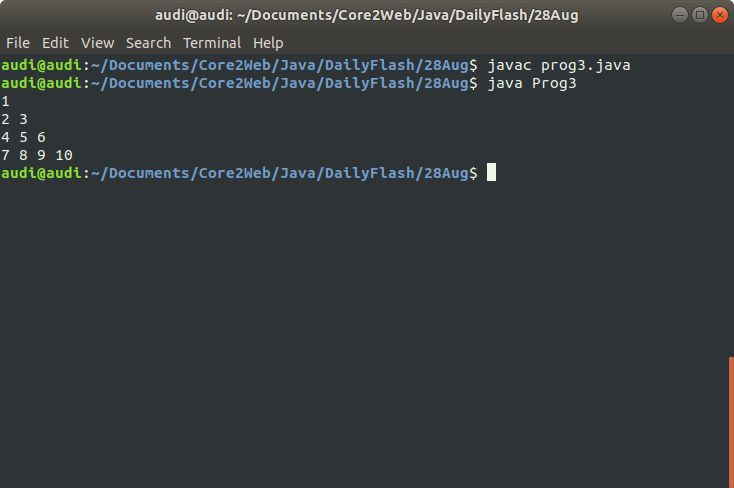 audi@audi: ~/Documents/Core2Web/Java/DailyFlash/28Aug
File Edit View Search Terminal Help
audi@audi:~/Documents/Core2Web/Java/DailyFlash/28Aug$ javac prog3.java
audi@audi:~/Documents/Core2Web/Java/DailyFlash/28Aug$ java Prog3
1
2 3
4 5 6
7 8 9 10
audi@audi:~/Documents/Core2Web/Java/DailyFlash/28Aug$